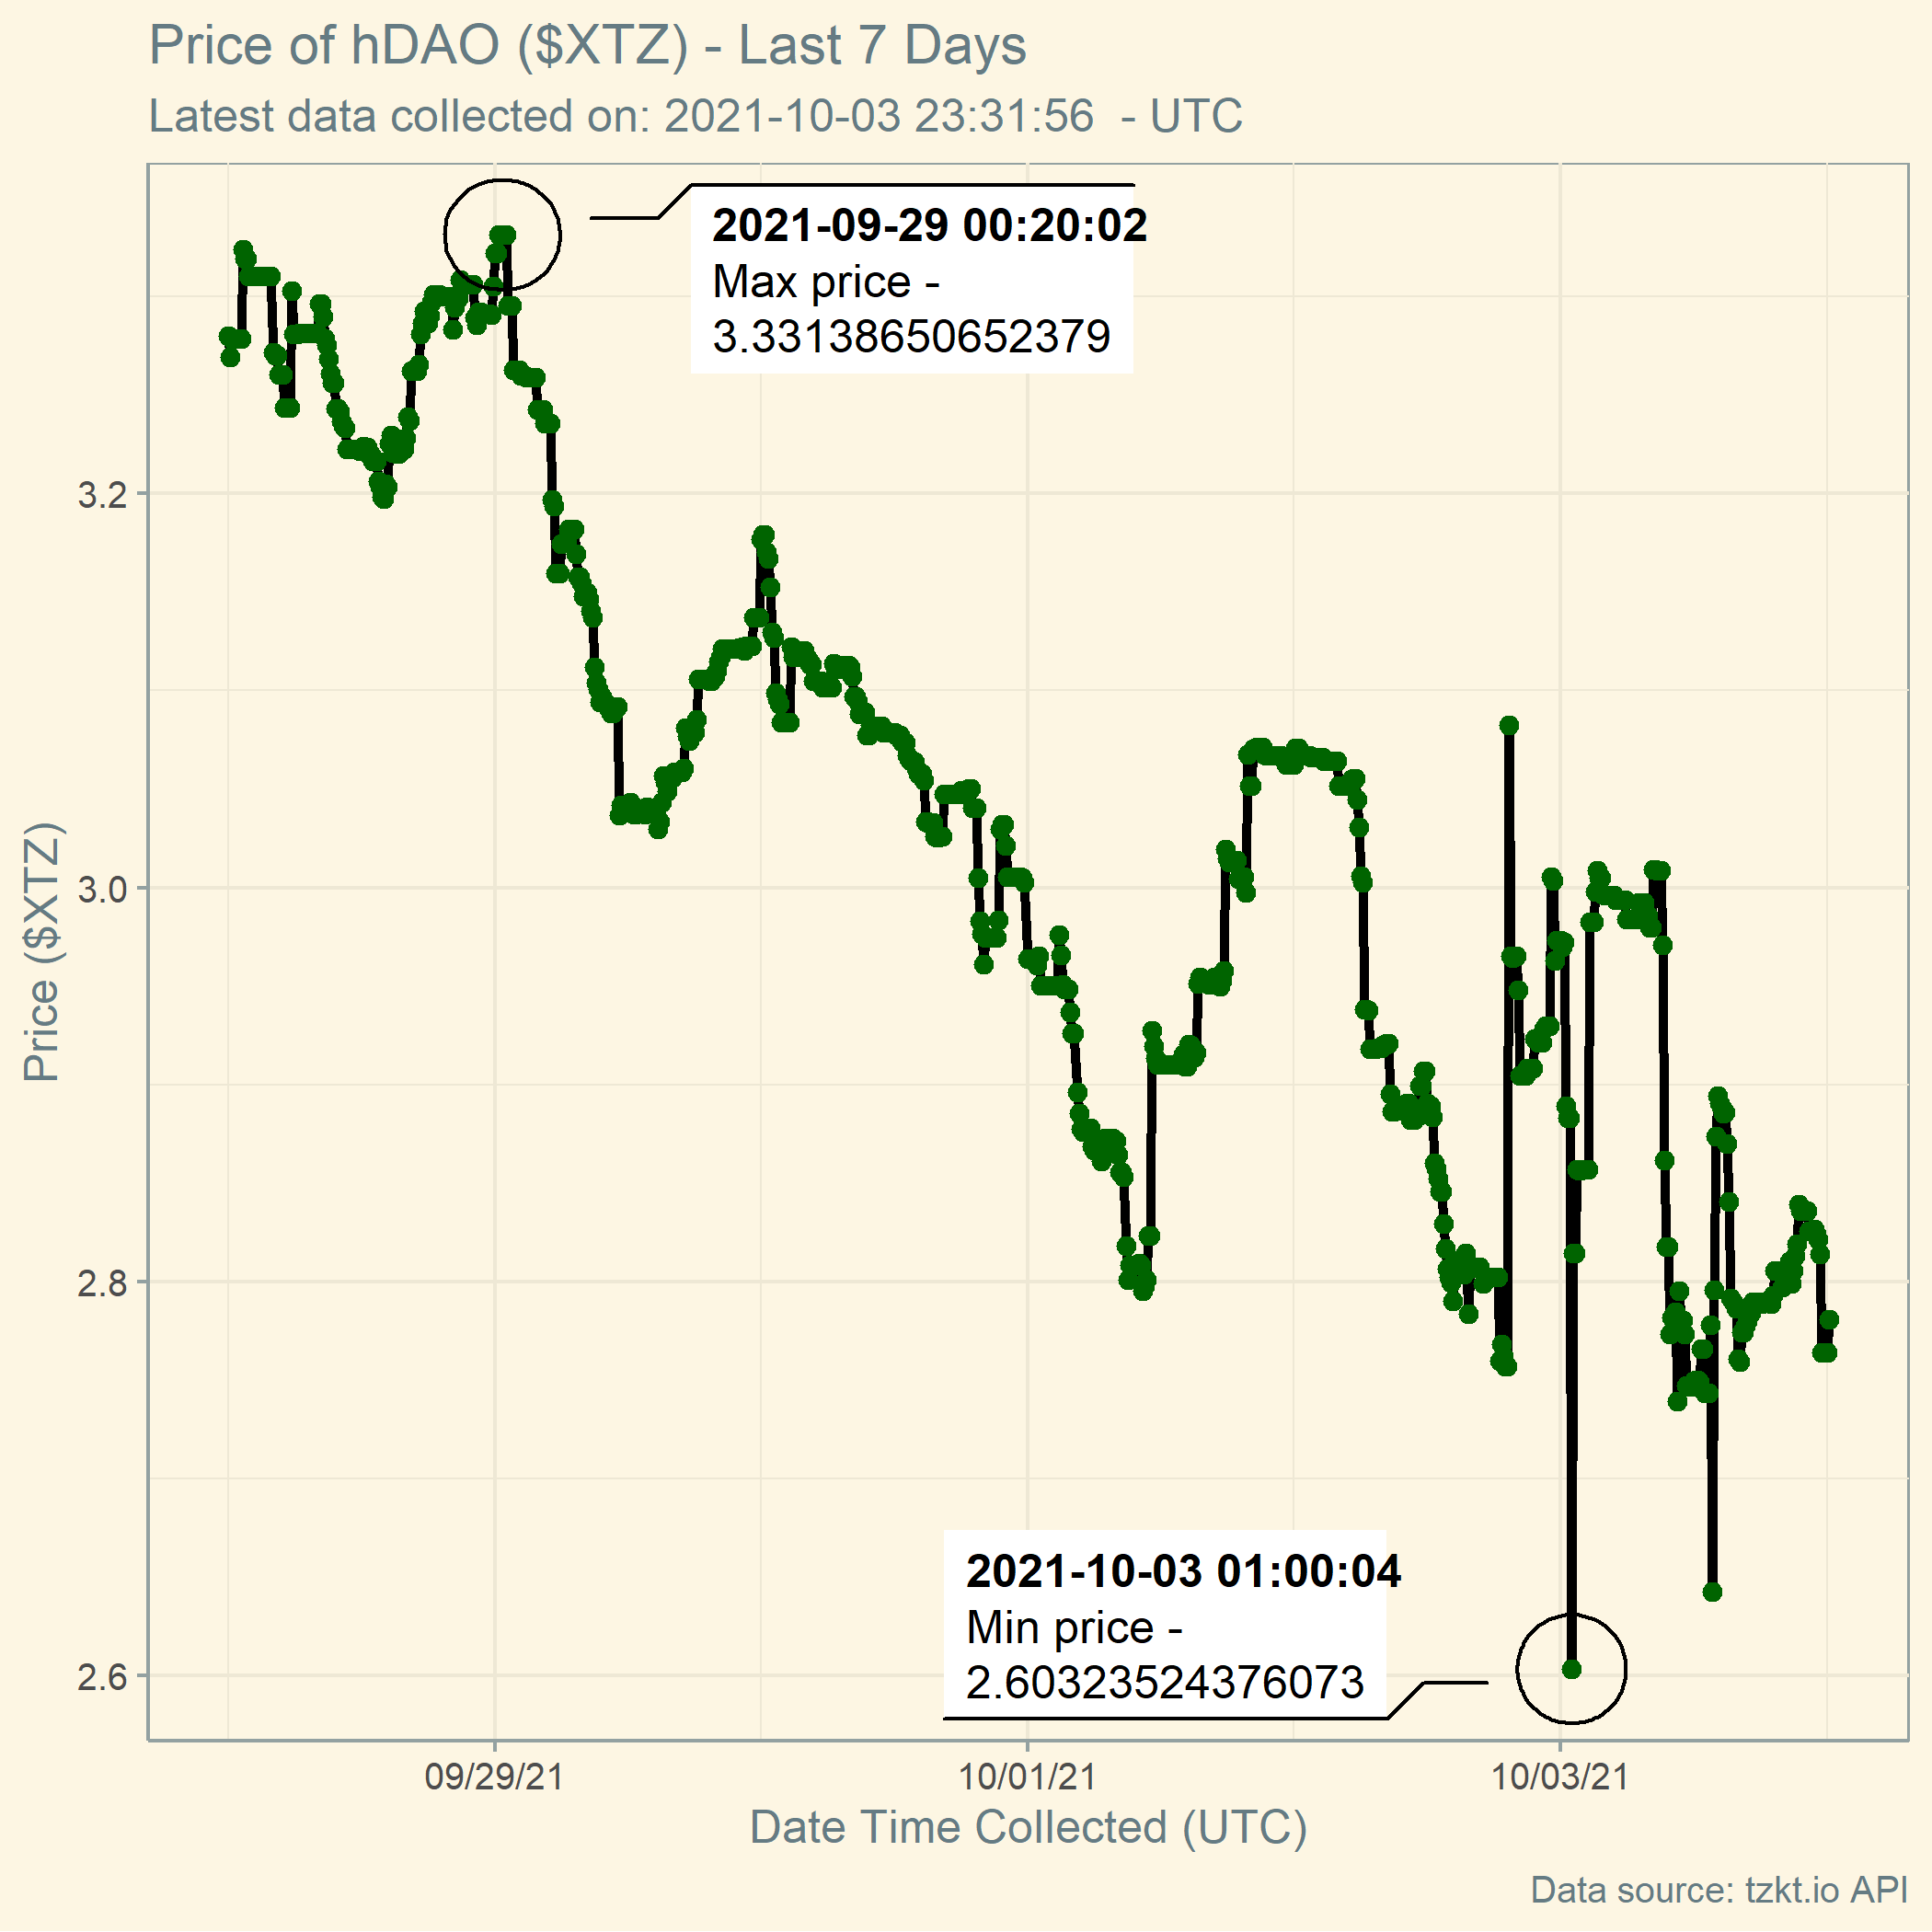 Price of hDAO ($XTZ) - Last 7 Days
Latest data collected on: 2021-10-03 23:31:56  - UTC
2021-09-29 00:20:02
Max price -
3.33138650652379
3.2
3.0
2.8
2.6
Price ($XTZ)
2021-10-03 01:00:04
Min price -
2.60323524376073
09/29/21
10/01/21
10/03/21
Date Time Collected (UTC)
Data source: tzkt.io API